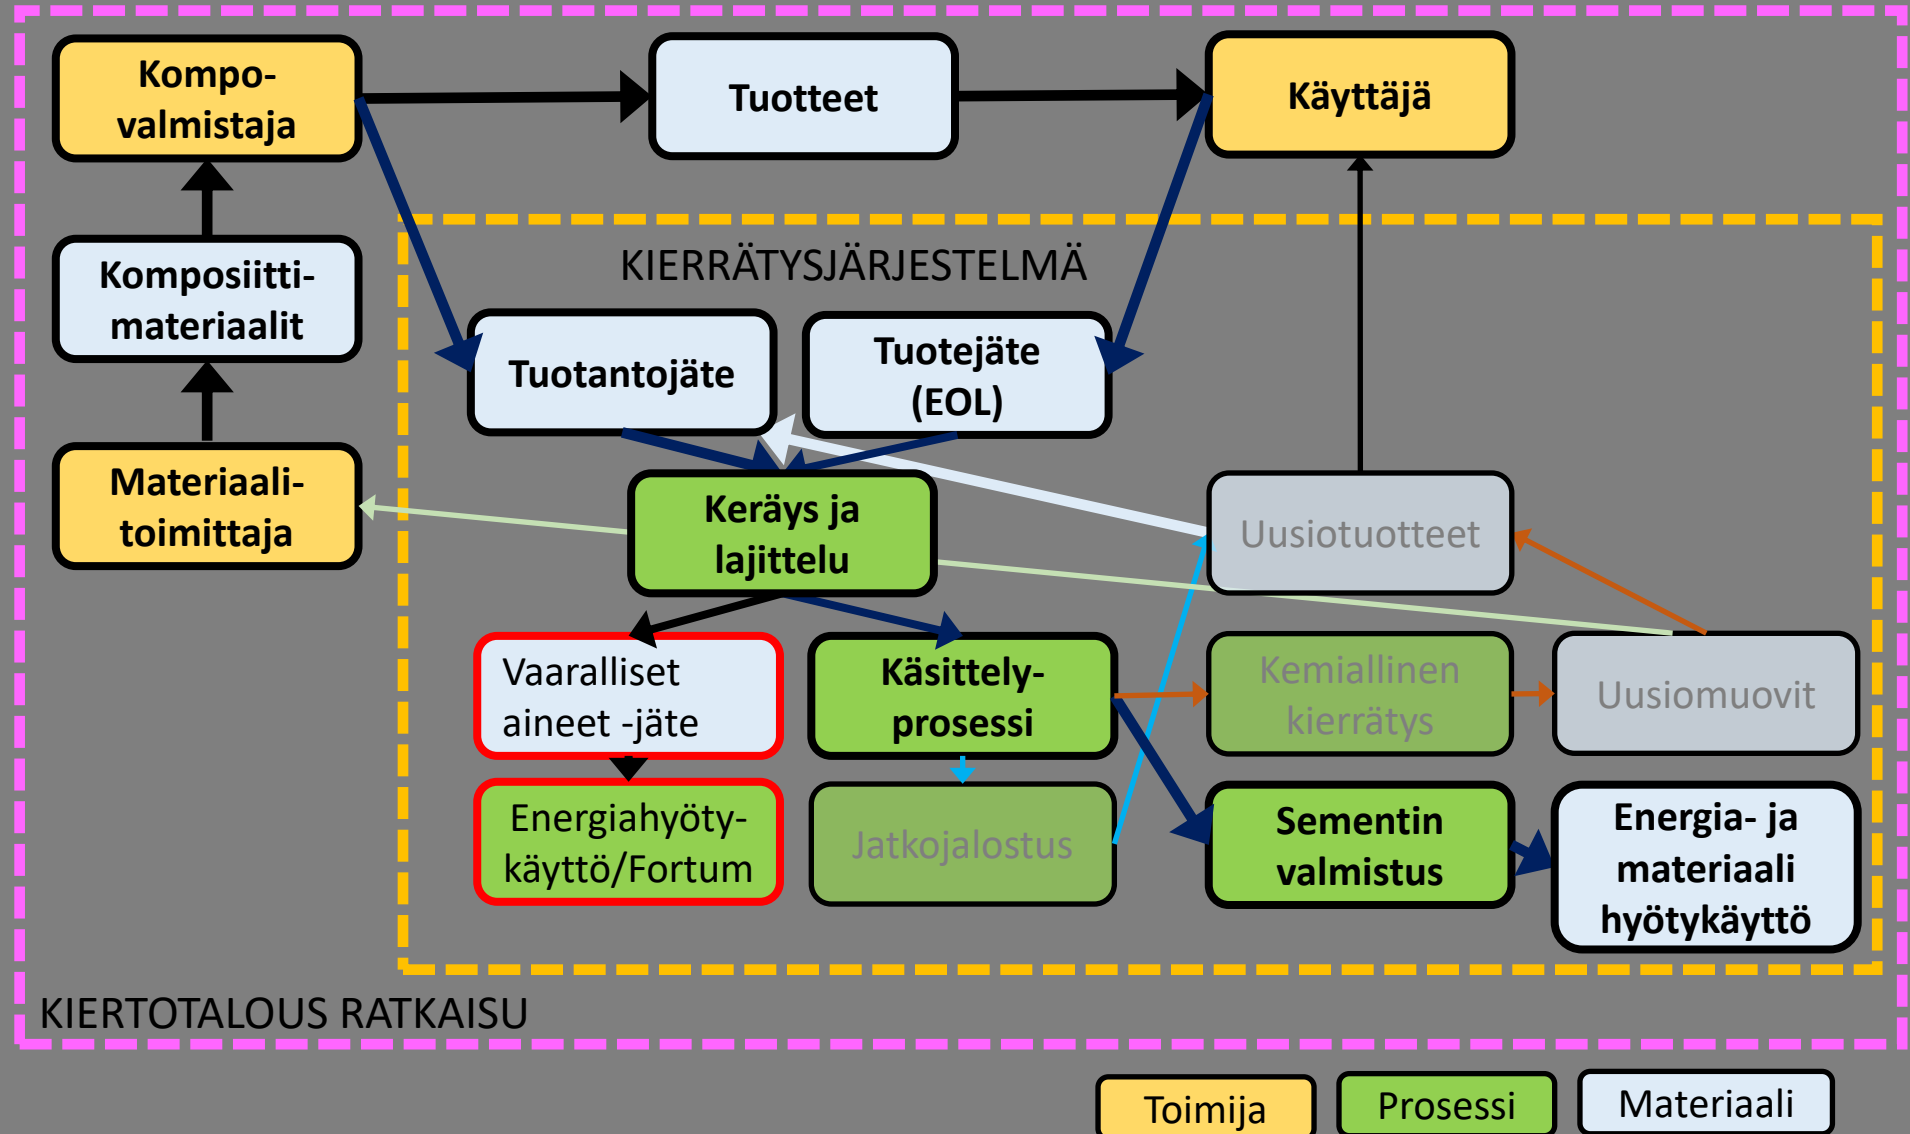 Kompo-
valmistaja
Tuotteet
Käyttäjä
Komposiitti-
materiaalit
KIERRÄTYSJÄRJESTELMÄ
Tuotantojäte
Tuotejäte
(EOL)
Materiaali-
toimittaja
Keräys ja
lajittelu
Uusiotuotteet
Vaaralliset
aineet -jäte
Käsittely-
prosessi
Kemiallinen
kierrätys
Uusiomuovit
Energiahyöty-
käyttö/Fortum
Jatkojalostus
Sementin
valmistus
Energia- ja
materiaali
hyötykäyttö
KIERTOTALOUS RATKAISU
Toimija
Prosessi
Materiaali